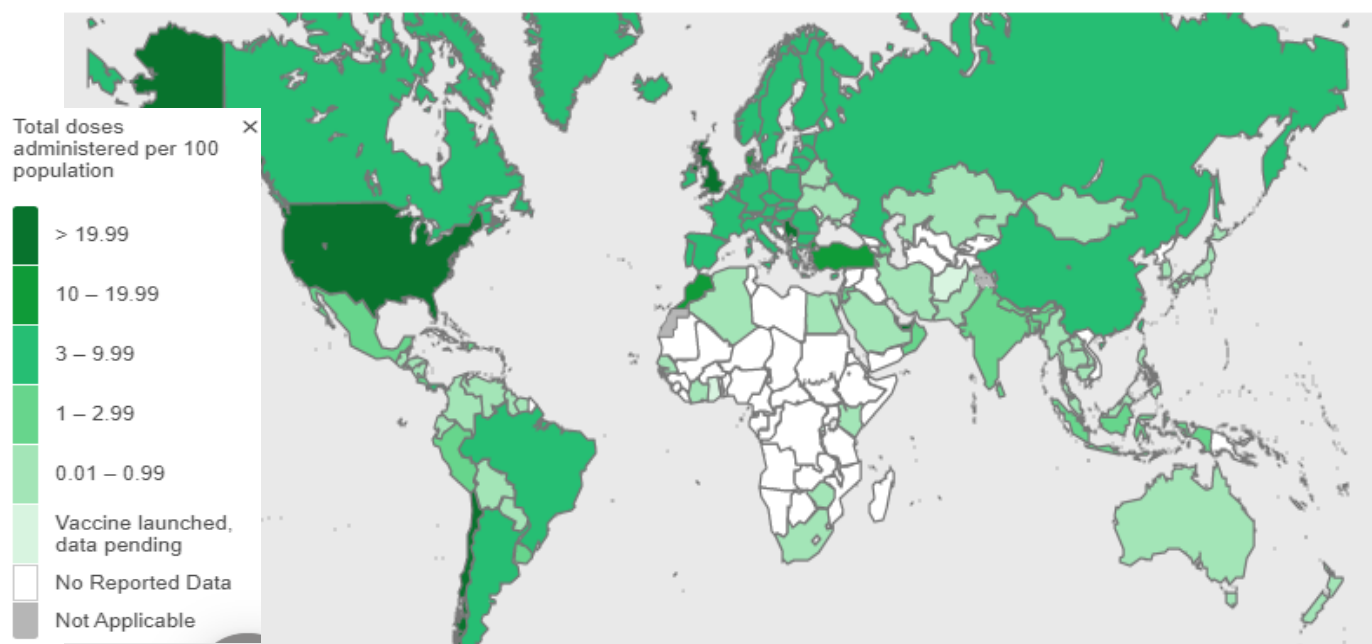 Total doses
administered per 100
population
×
> 19.99
10 – 19.99
3 – 9.99
1 – 2.99
0.01 – 0.99
Vaccine launched,
data pending
No Reported Data
Not Applicable